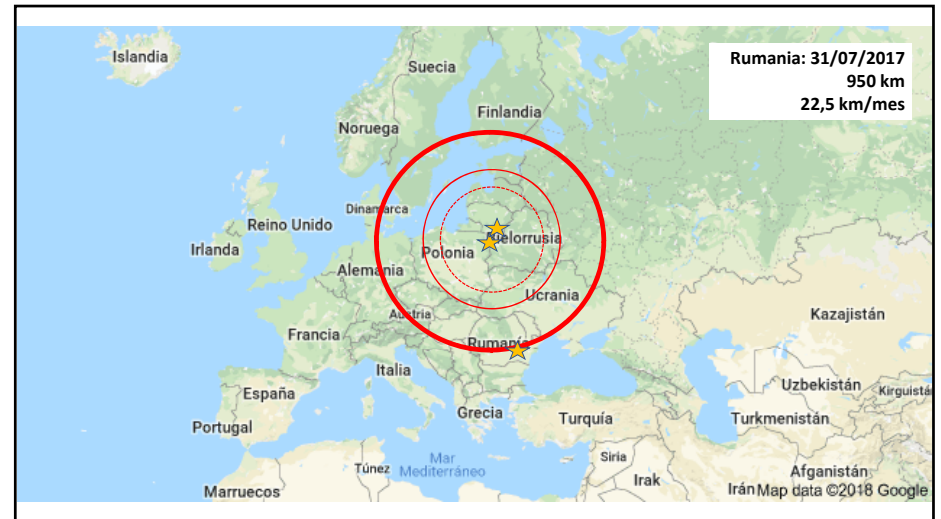 Islandia
Suecia
Finlandia
Noruega
Rumania: 31/07/2017
950 km
22,5 km/mes
Dinamarca
Reino Unido
Irlanda
Bielorrusia
Polonia
Alemania
Ucrania
Austria
Kazajistán
Francia
Rumanía
Italia
España
Uzbekistán
Kirguistá
Portugal
Grecia
Turquía
Turkmenistán
Mar
Mediterráneo
Túnez
Siria
Irak
Afganistán
Marruecos
Irán Map data ©2018 Google